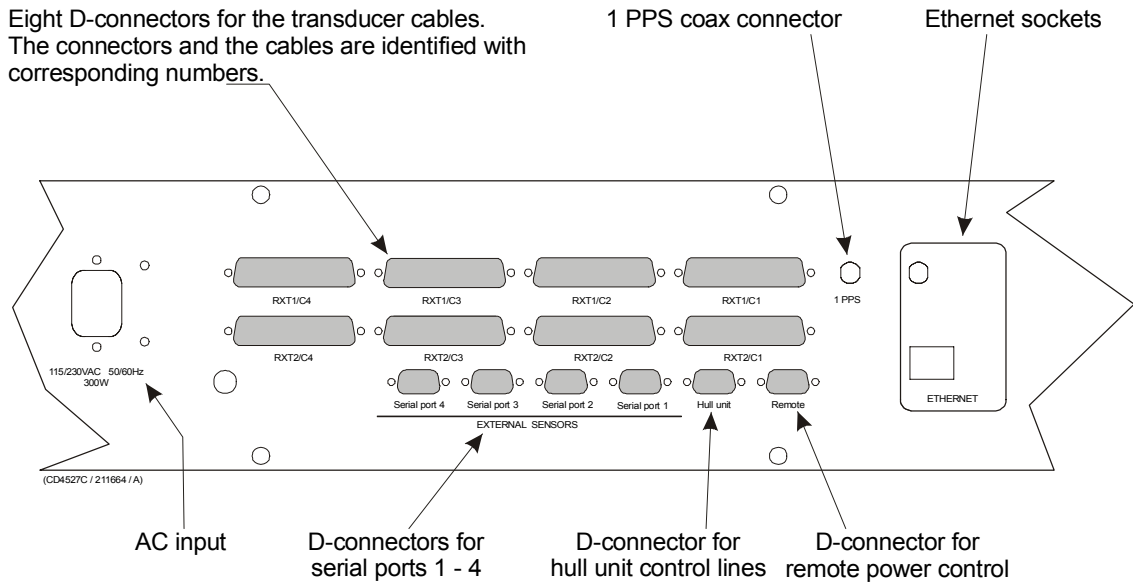 Eight D-connectors for the transducer cables.
The connectors and the cables are identified with
corresponding numbers.
1 PPS coax connector
Ethernet sockets
RXT1/C4
RXT1/C3
RXT1/C2
RXT1/C1
1 PPS
RXT2/C4
RXT2/C3
RXT2/C2
RXT2/C1
115/230VAC 50/60Hz
300W
Serial port 4
Serial port 3
Serial port 2
Serial port 1
Hull unit
Remote
ETHERNET
EXTERNAL SENSORS
(CD4527C / 211664 / A)
AC input
D-connectors for
serial ports 1 - 4
D-connector for
hull unit control lines
D-connector for
remote power control